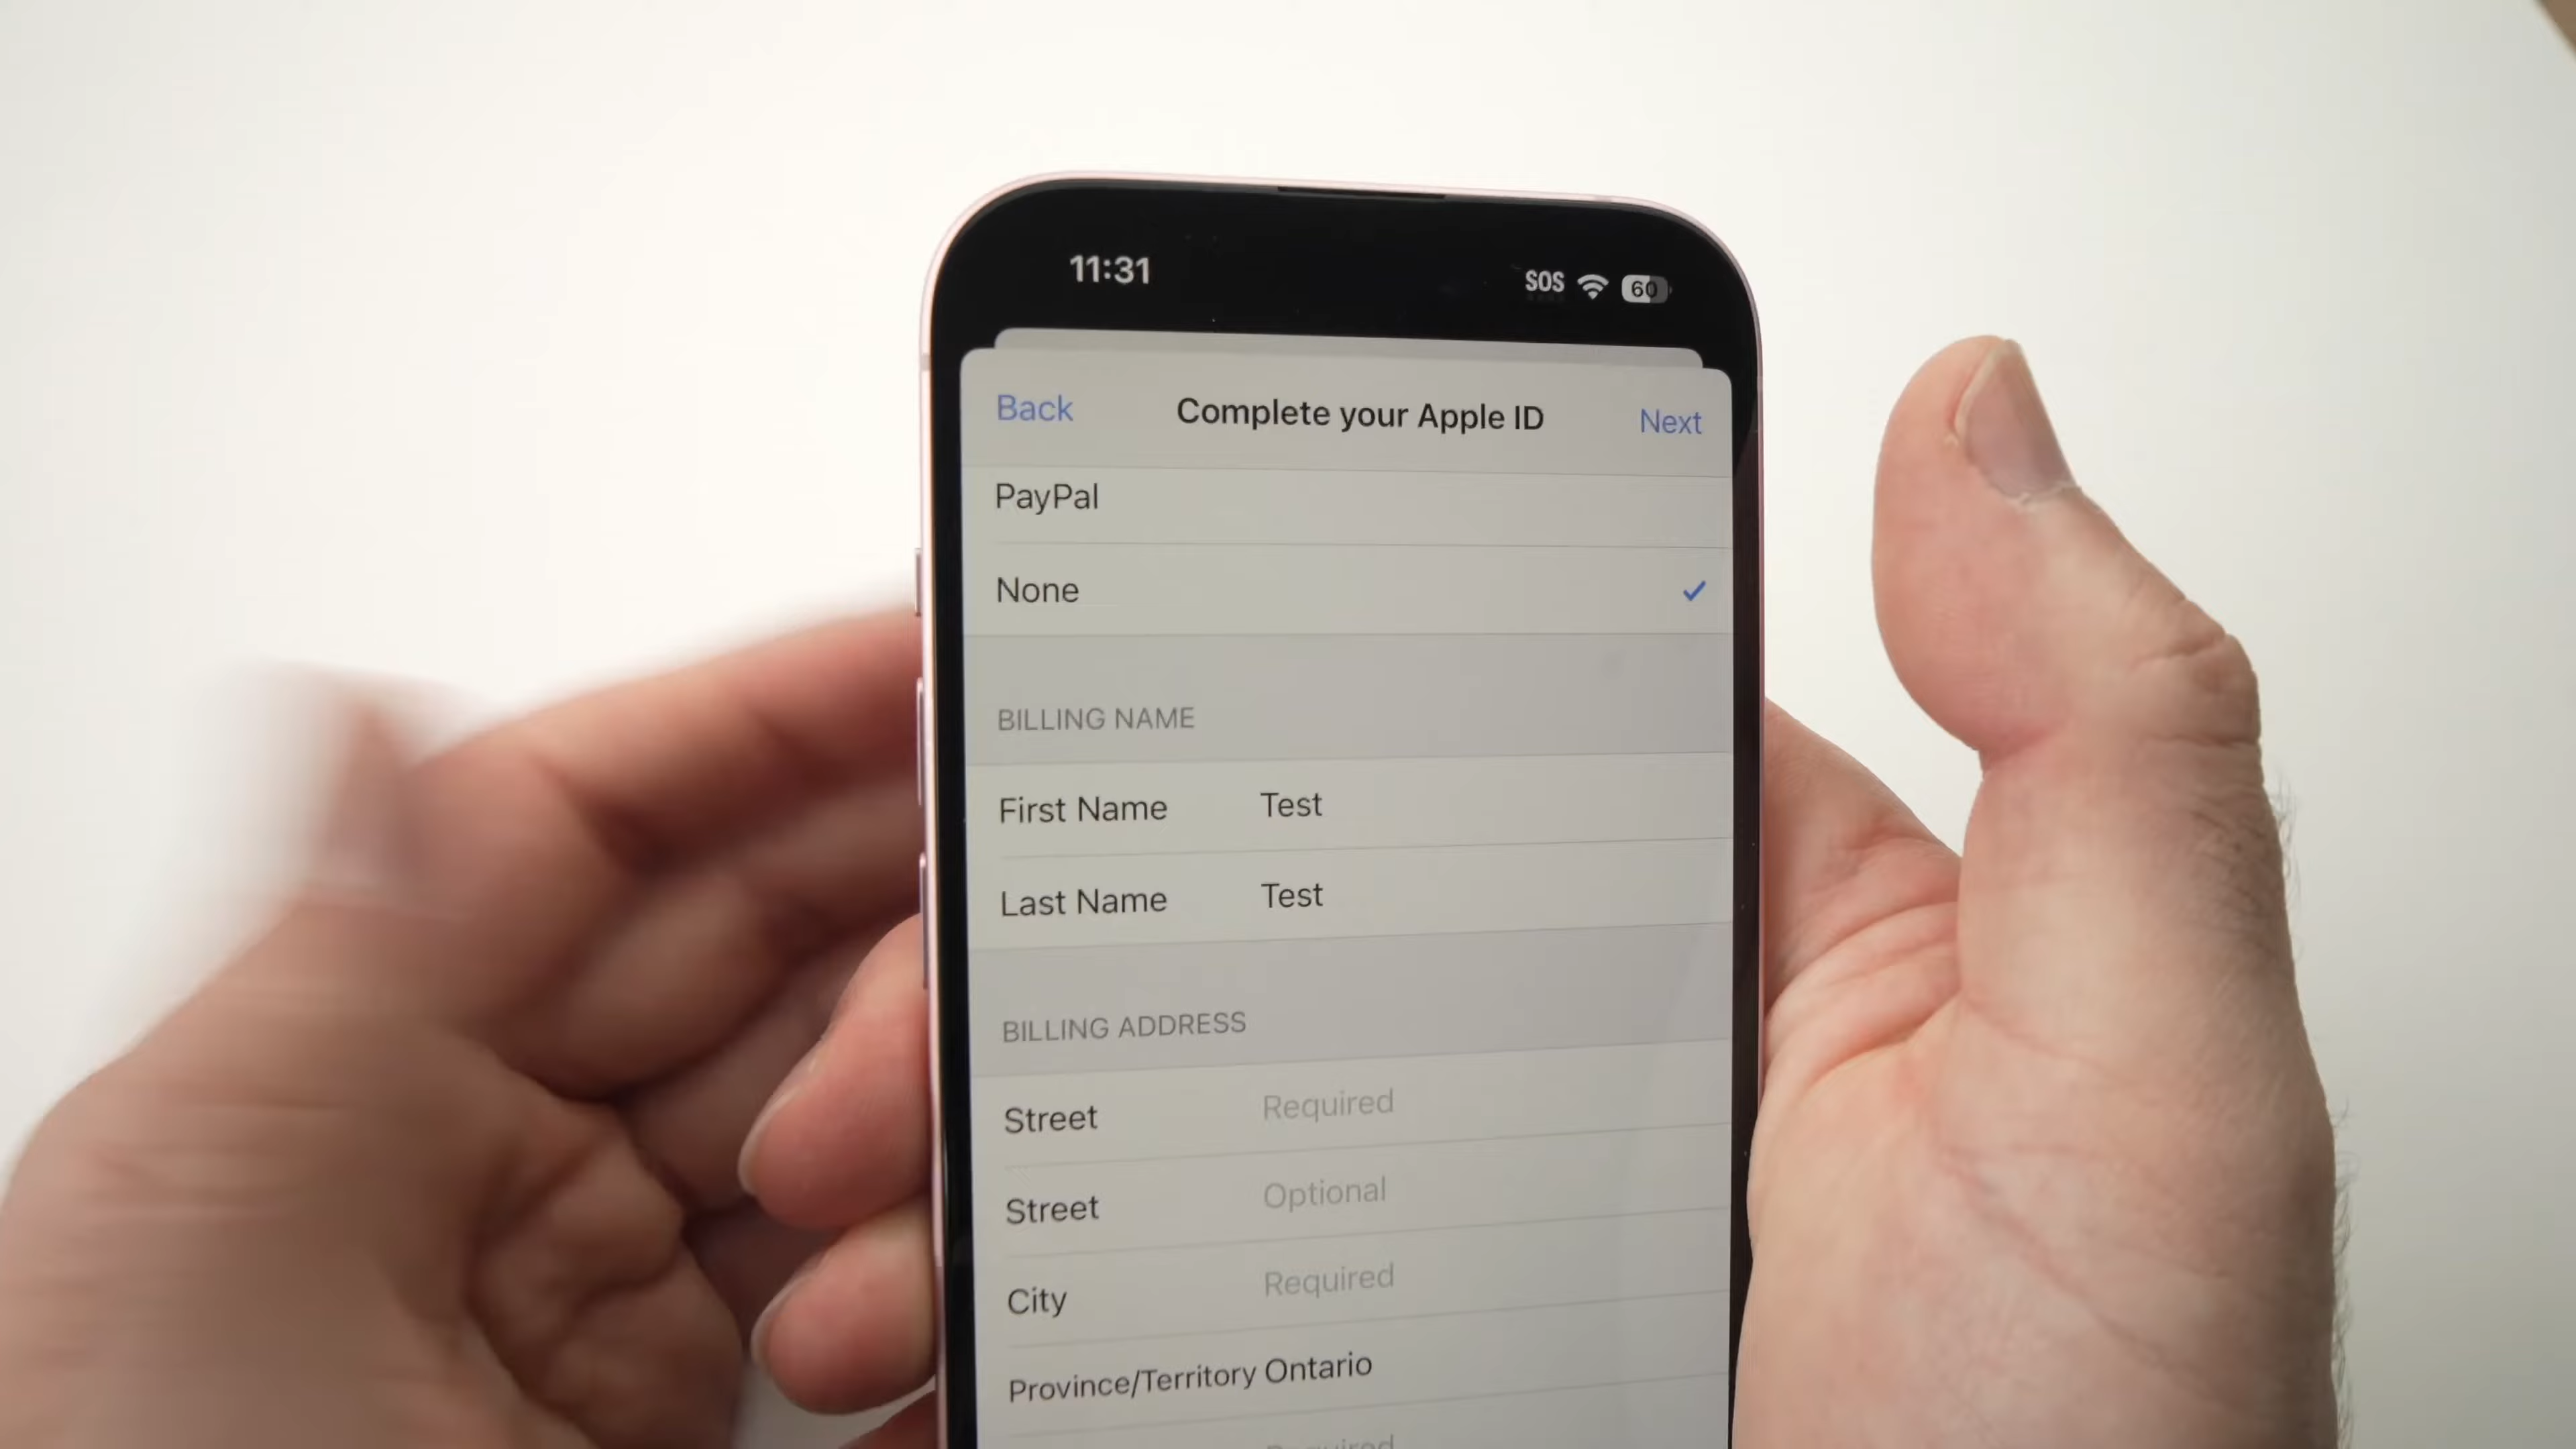 11:31 SOS 60
Back Complete your Apple ID Next
PayPal
None
BILLING NAME
First Name Test
Last Name Test
BILLING ADDRESS
Street Required
Street Optional
City Required
Province/Territory Ontario